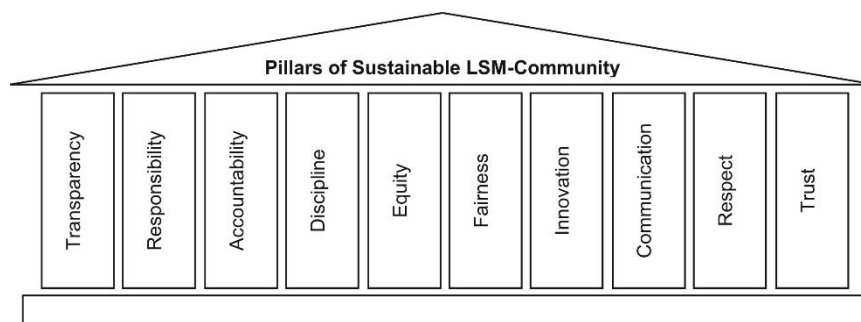 Pillars of Sustainable LSM-Community
Transparency
Responsibility
Accountability
Discipline
Equity
Fairness
Innovation
Communication
Respect
Trust